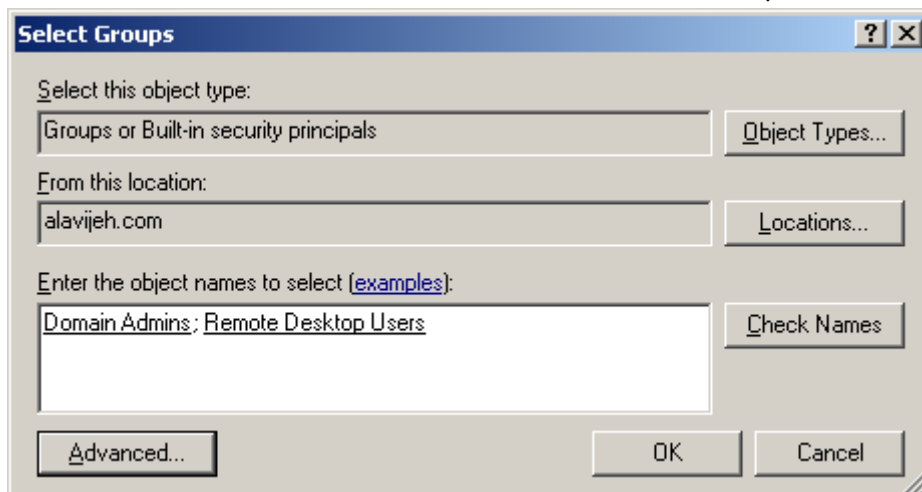 Select Groups
Select this object type:
Groups or Built-in security principals
Object Types...
From this location:
alavijeh.com
Locations...
Enter the object names to select (examples):
Domain Admins; Remote Desktop Users
Check Names
Advanced...
OK
Cancel